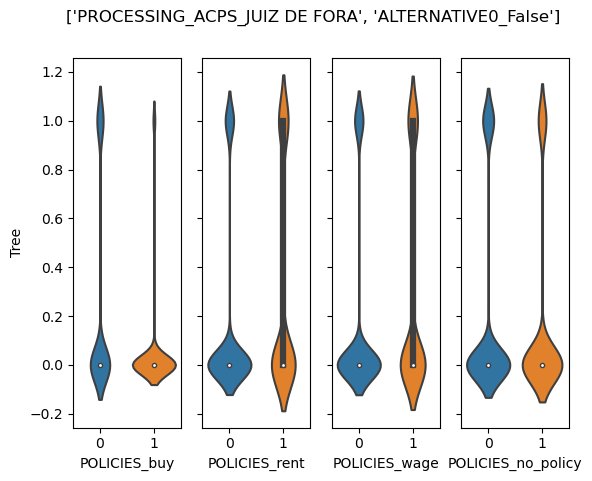 ['PROCESSING_ACPS_JUIZ DE FORA', 'ALTERNATIVE0_False']
1.2
1.0
0.8
0.6
0.4
0.2
0.0
−0.2
Tree
0 1 0 1 0 1 0 1
POLICIES_buy POLICIES_rent POLICIES_wage POLICIES_no_policy